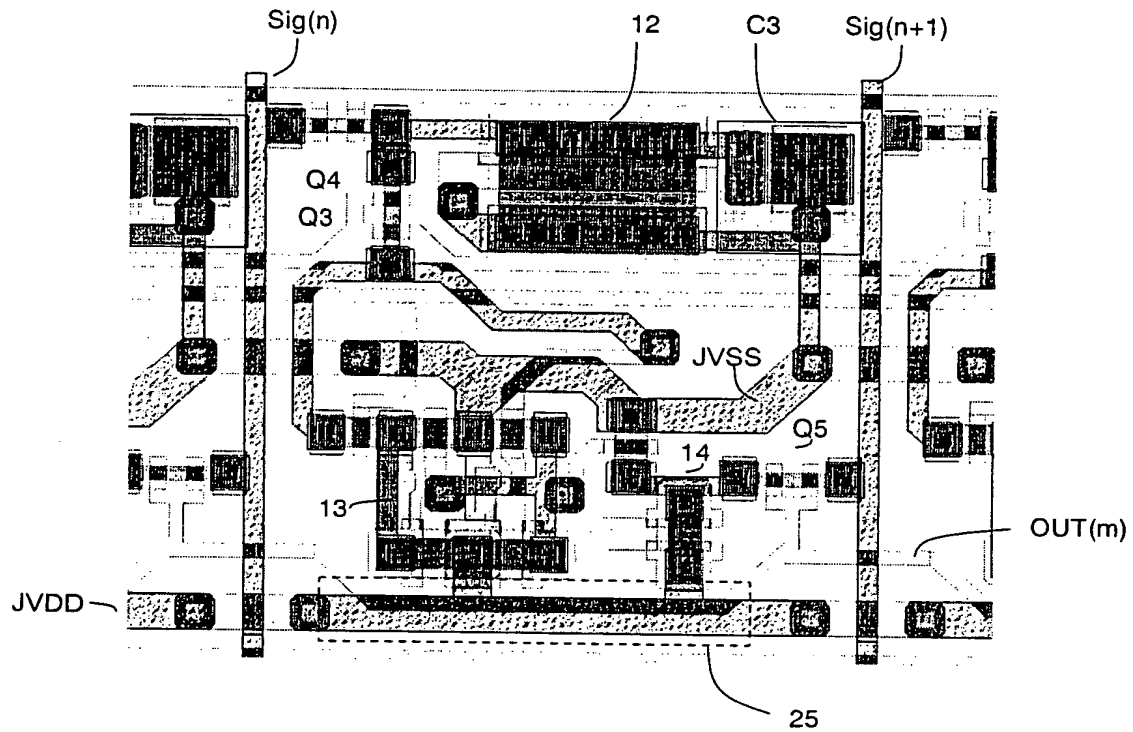 Sig(n)
12
C3
Sig(n+1)
Q4
Q3
JVSS
Q5
14
13
OUT(m)
JVDD
25